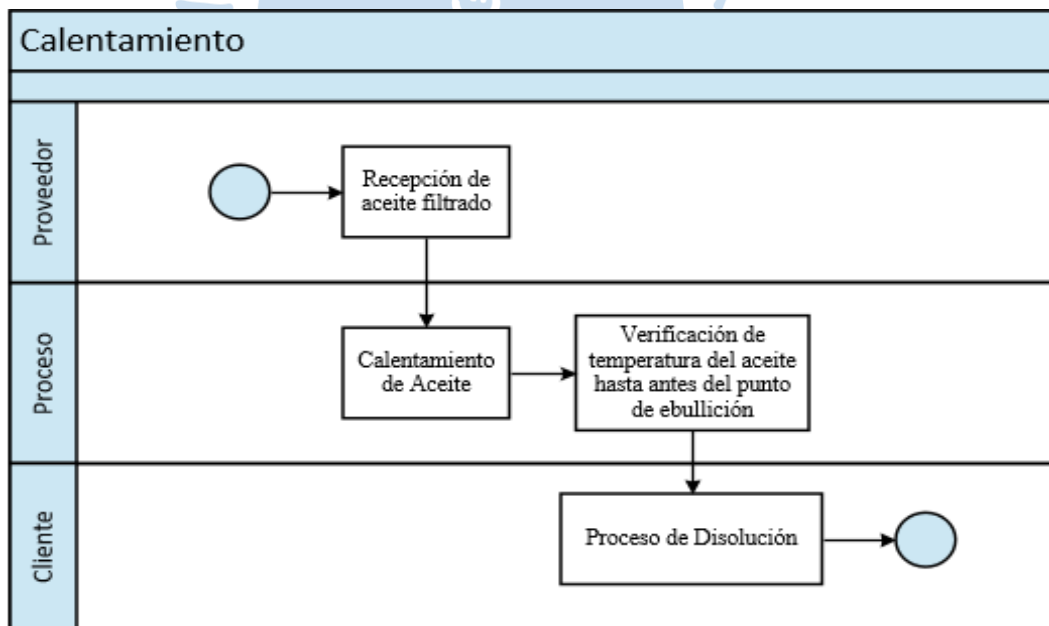 Calentamiento
Proveedor
Recepción de
aceite filtrado
Proceso
Calentamiento
de Aceite
Verificación de
temperatura del aceite
hasta antes del punto
de ebullición
Cliente
Proceso de Disolución